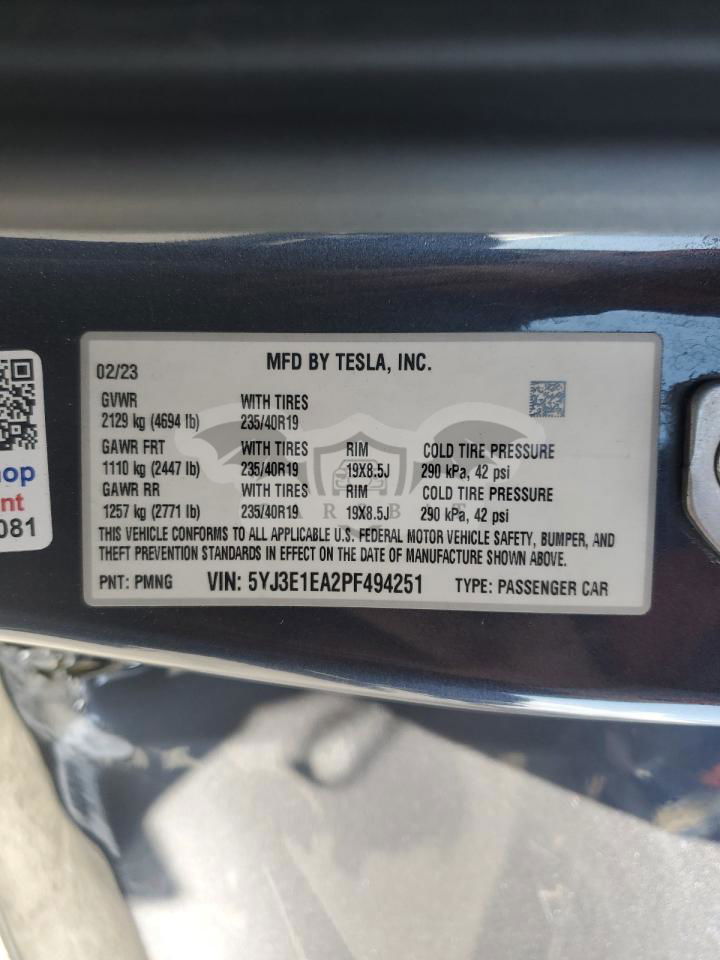 02/23 MFD BY TESLA, INC.
GVWR WITH TIRES
2129 kg (4694 lb) 235/40R19
GAWR FRT WITH TIRES RIM COLD TIRE PRESSURE
1110 kg (2447 lb) 235/40R19 19X8.5J 290 kPa, 42 psi
GAWR RR WITH TIRES RIM COLD TIRE PRESSURE
1257 kg (2771 lb) 235/40R19 19X8.5J 290 kPa, 42 psi
THIS VEHICLE CONFORMS TO ALL APPLICABLE U.S. FEDERAL MOTOR VEHICLE SAFETY, BUMPER, AND
THEFT PREVENTION STANDARDS IN EFFECT ON THE DATE OF MANUFACTURE SHOWN ABOVE.
PNT: PMNG VIN: 5YJ3E1EA2PF494251 TYPE: PASSENGER CAR
hop
nt
081